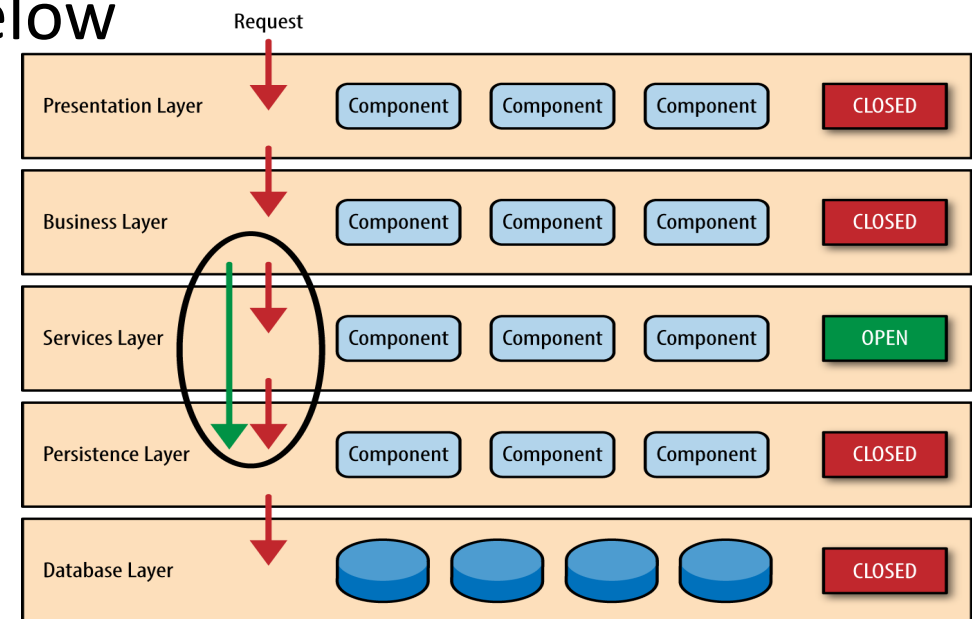 elow
Request
Presentation Layer Component Component Component CLOSED
Business Layer Component Component Component CLOSED
Services Layer Component Component Component OPEN
Persistence Layer Component Component Component CLOSED
Database Layer CLOSED